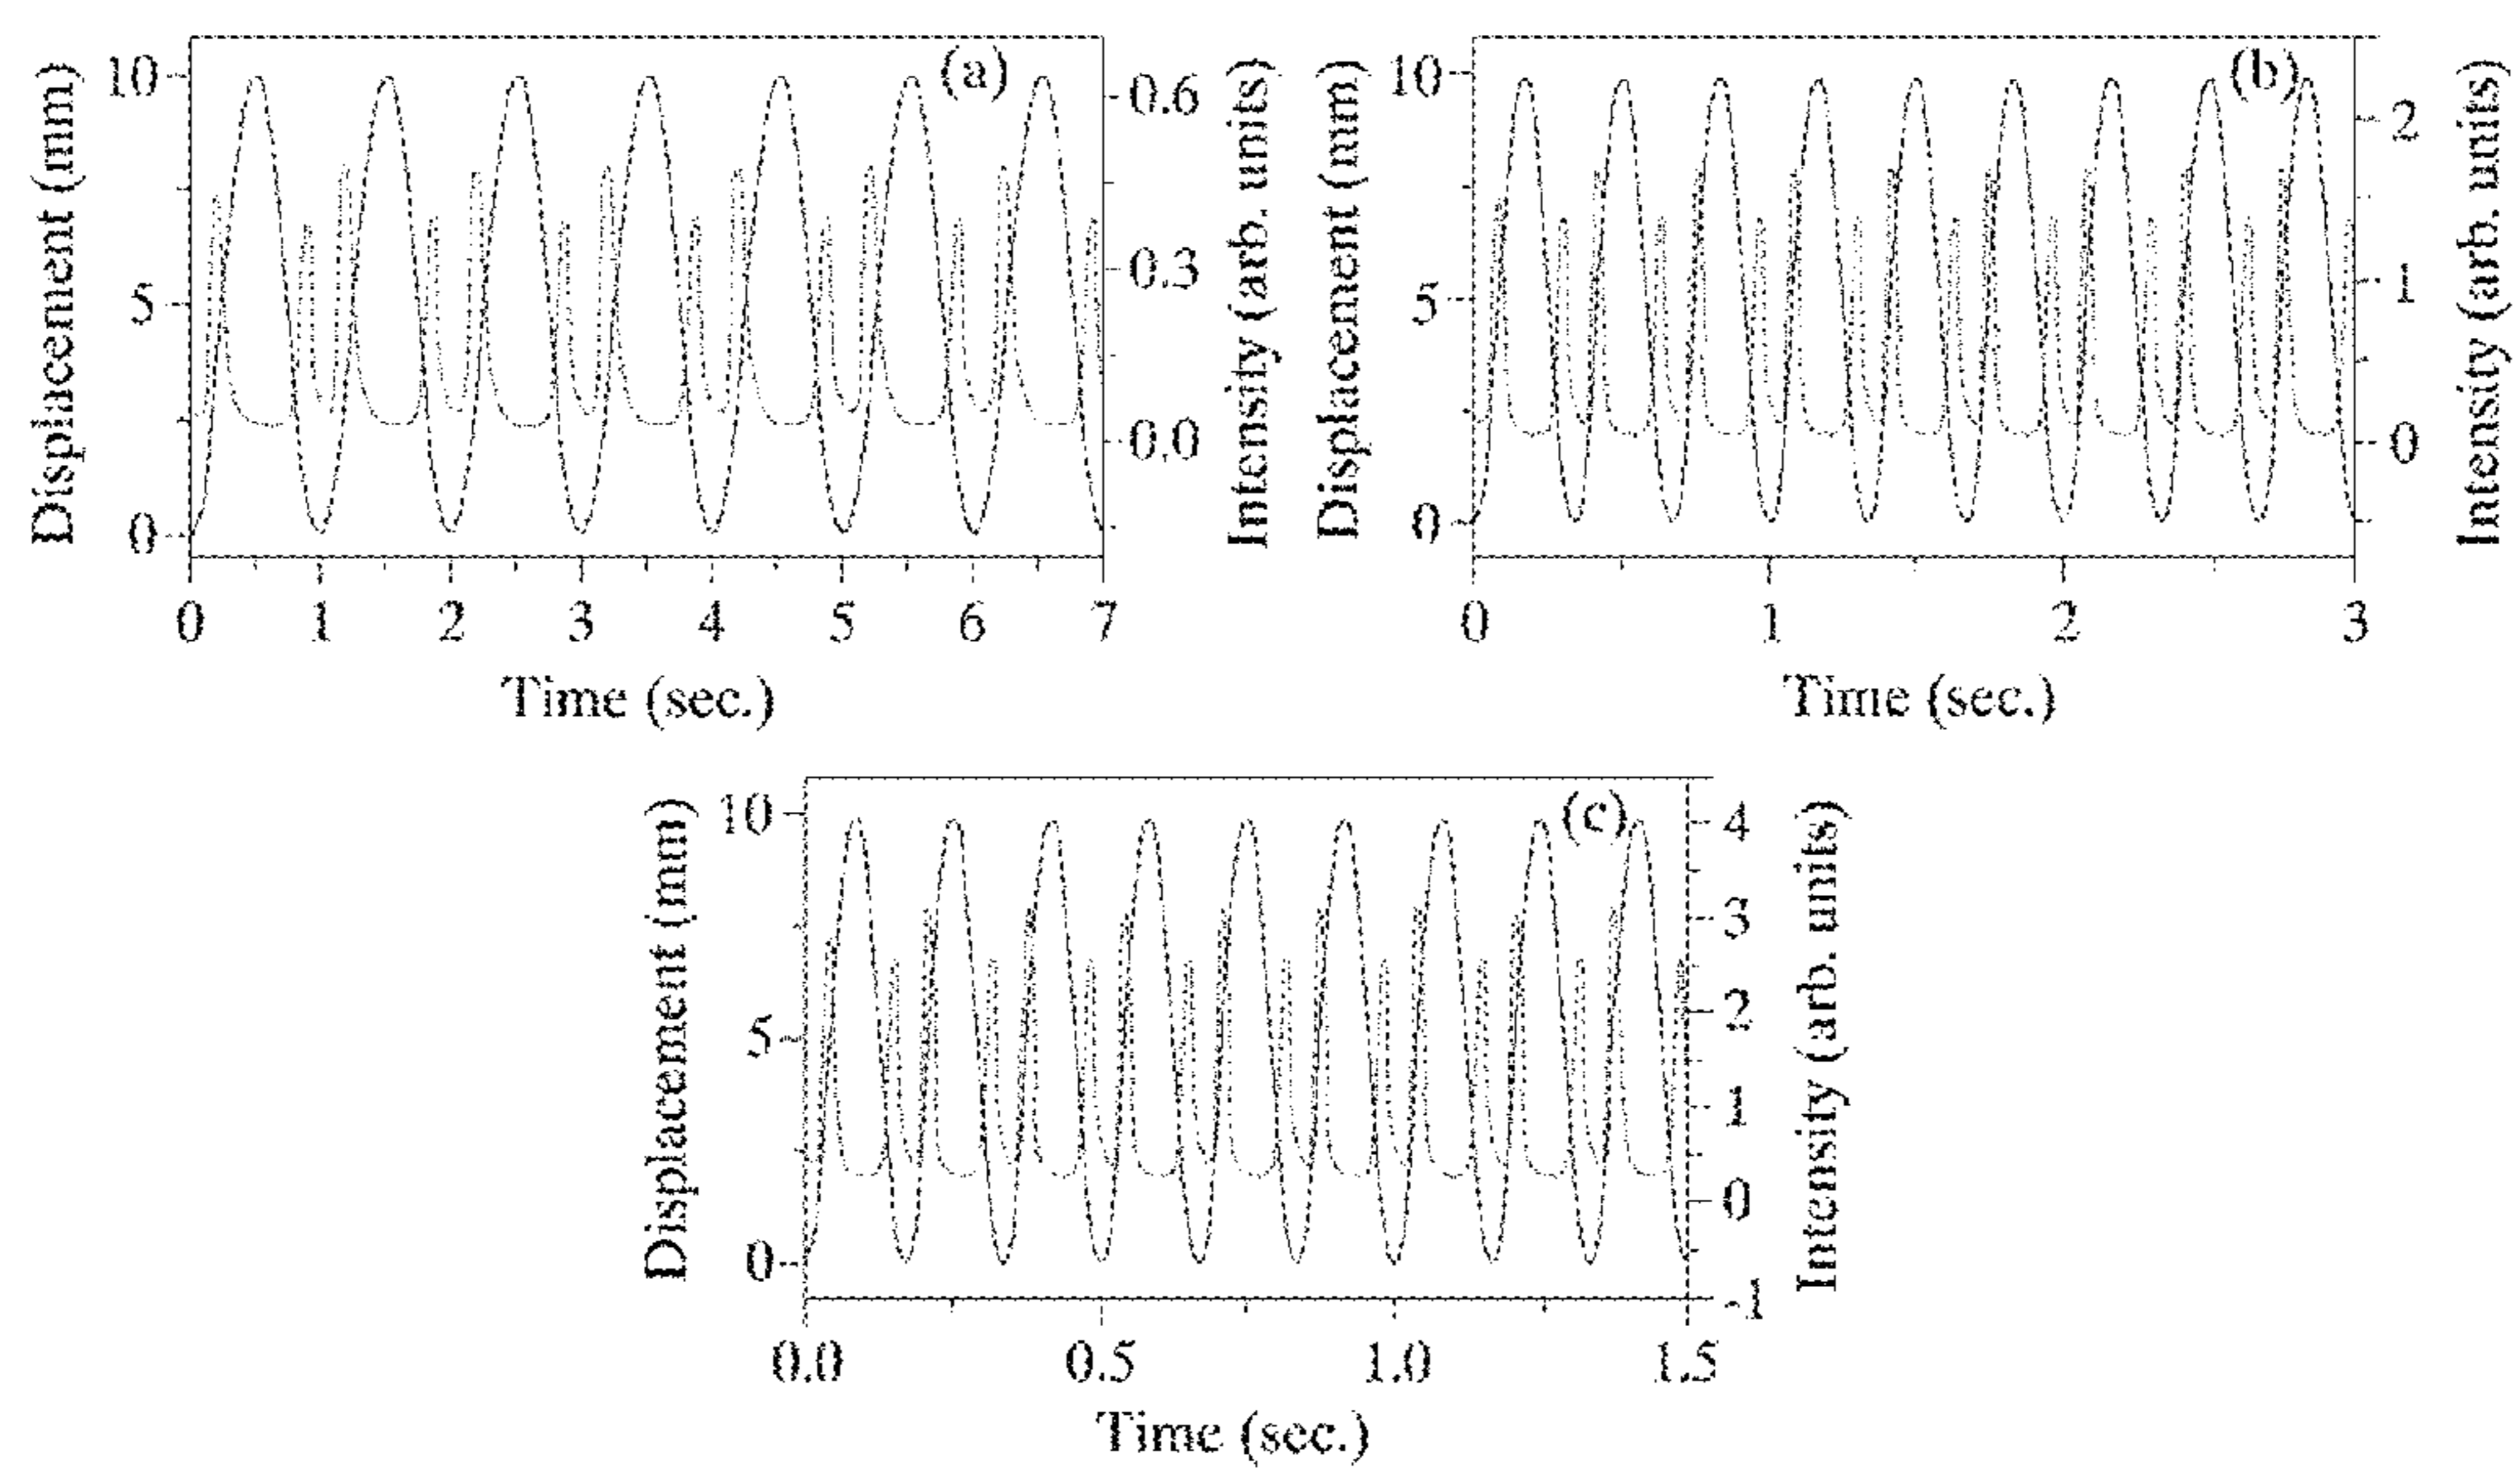 (a)
Displacement (mm)
10
5
0
0.6
0.3
0.0
Intensity (arb. units)
0 1 2 3 4 5 6 7
Time (sec.)
(b)
Displacement (mm)
10
5
0
2
1
0
Intensity (arb. units)
0 1 2 3
Time (sec.)
(c)
Displacement (mm)
10
5
0
4
3
2
1
0
-1
Intensity (arb. units)
0.0 0.5 1.0 1.5
Time (sec.)